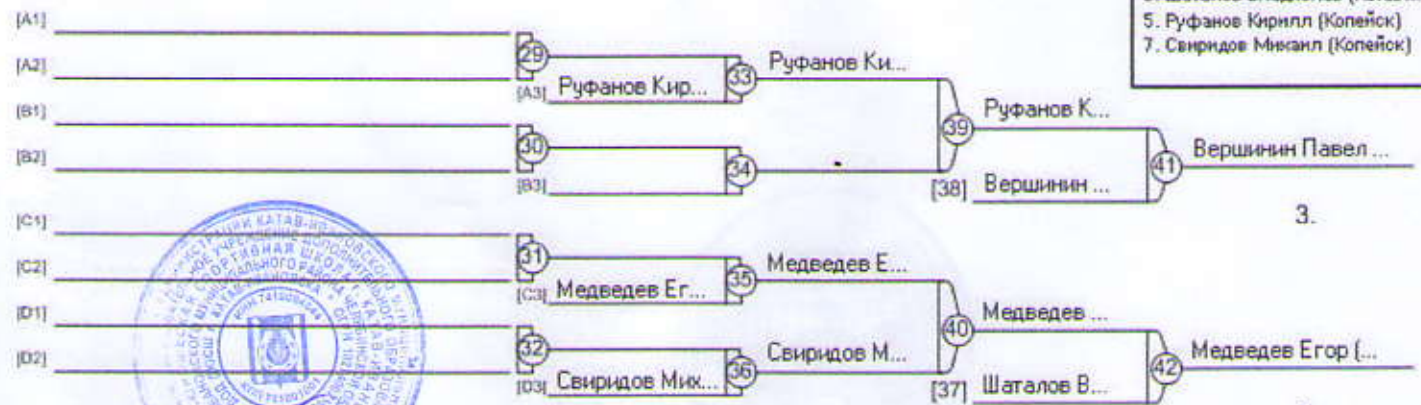 [A1]
[A2]
[B1]
[B2]
[C1]
[C2]
[D1]
[D2]
29
[A3] Руфанов Кир...
30
[B3]
31
[C3] Медведев Ег...
32
[D3] Свиридов Мих...
33
Руфанов Ки...
34
35
Медведев Е...
36
Свиридов М...
39
Руфанов К...
[38] Вершинин ...
40
Медведев ...
[37] Шаталов В...
41
Вершинин Павел ...
3.
42
Медведев Егор (...
5. Руфанов Кирилл (Копейск)
7. Свиридов Михаил (Копейск)